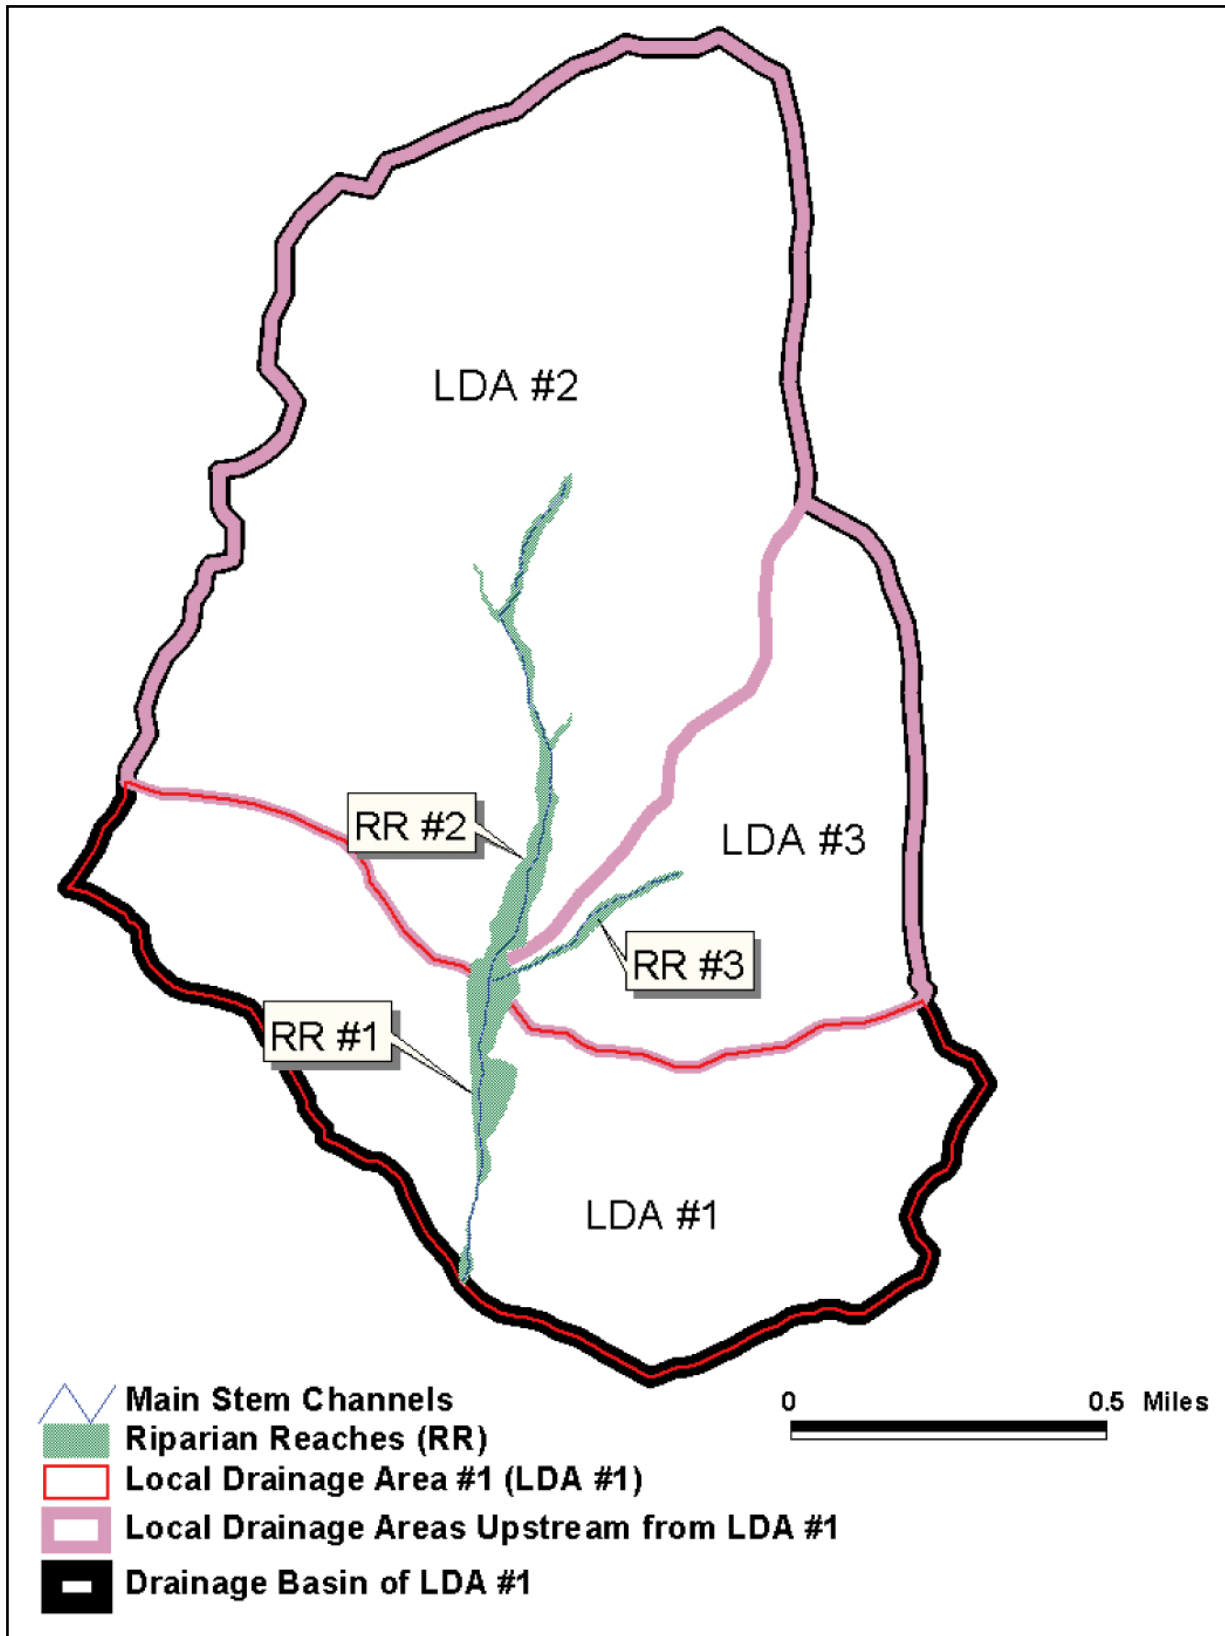 LDA #2
RR #2
LDA #3
RR #3
RR #1
LDA #1
Main Stem Channels
Riparian Reaches (RR)
Local Drainage Area #1 (LDA #1)
Local Drainage Areas Upstream from LDA #1
Drainage Basin of LDA #1
0 0.5 Miles